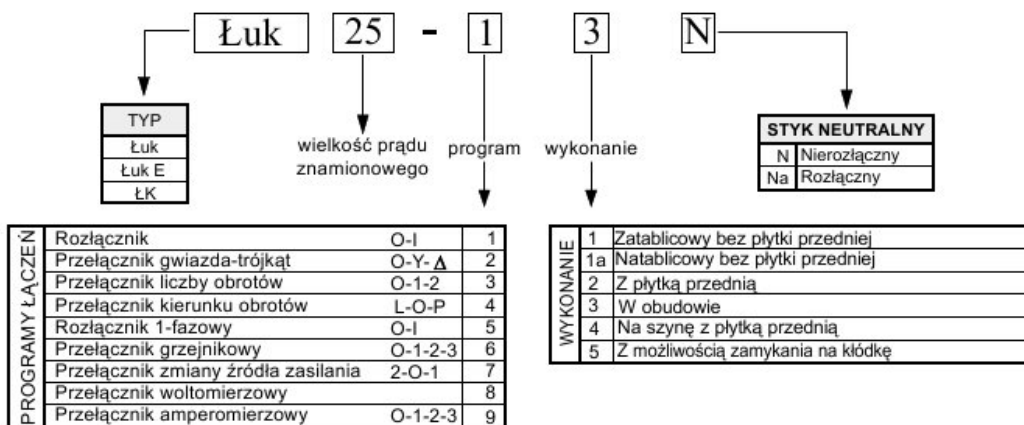 Łuk 25 - 1 3 N
TYP
Łuk
Łuk E
ŁK
wielkość prądu
znamionowego
program
wykonanie
STYK NEUTRALNY
N Nierozłączny
Na Rozłączny
PROGRAMY ŁĄCZEŃ
Rozłącznik O-I 1
Przełącznik gwiazda-trójkąt O-Y-Δ 2
Przełącznik liczby obrotów O-1-2 3
Przełącznik kierunku obrotów L-O-P 4
Rozłącznik 1-fazowy O-I 5
Przełącznik grzejnikowy O-1-2-3 6
Przełącznik zmiany źródła zasilania 2-O-1 7
Przełącznik woltomierzowy 8
Przełącznik amperomierzowy O-1-2-3 9
WYKONANIE
1 Zatablicowy bez płytki przedniej
1a Natablicowy bez płytki przedniej
2 Z płytką przednią
3 W obudowie
4 Na szynę z płytką przednią
5 Z możliwością zamykania na kłódkę